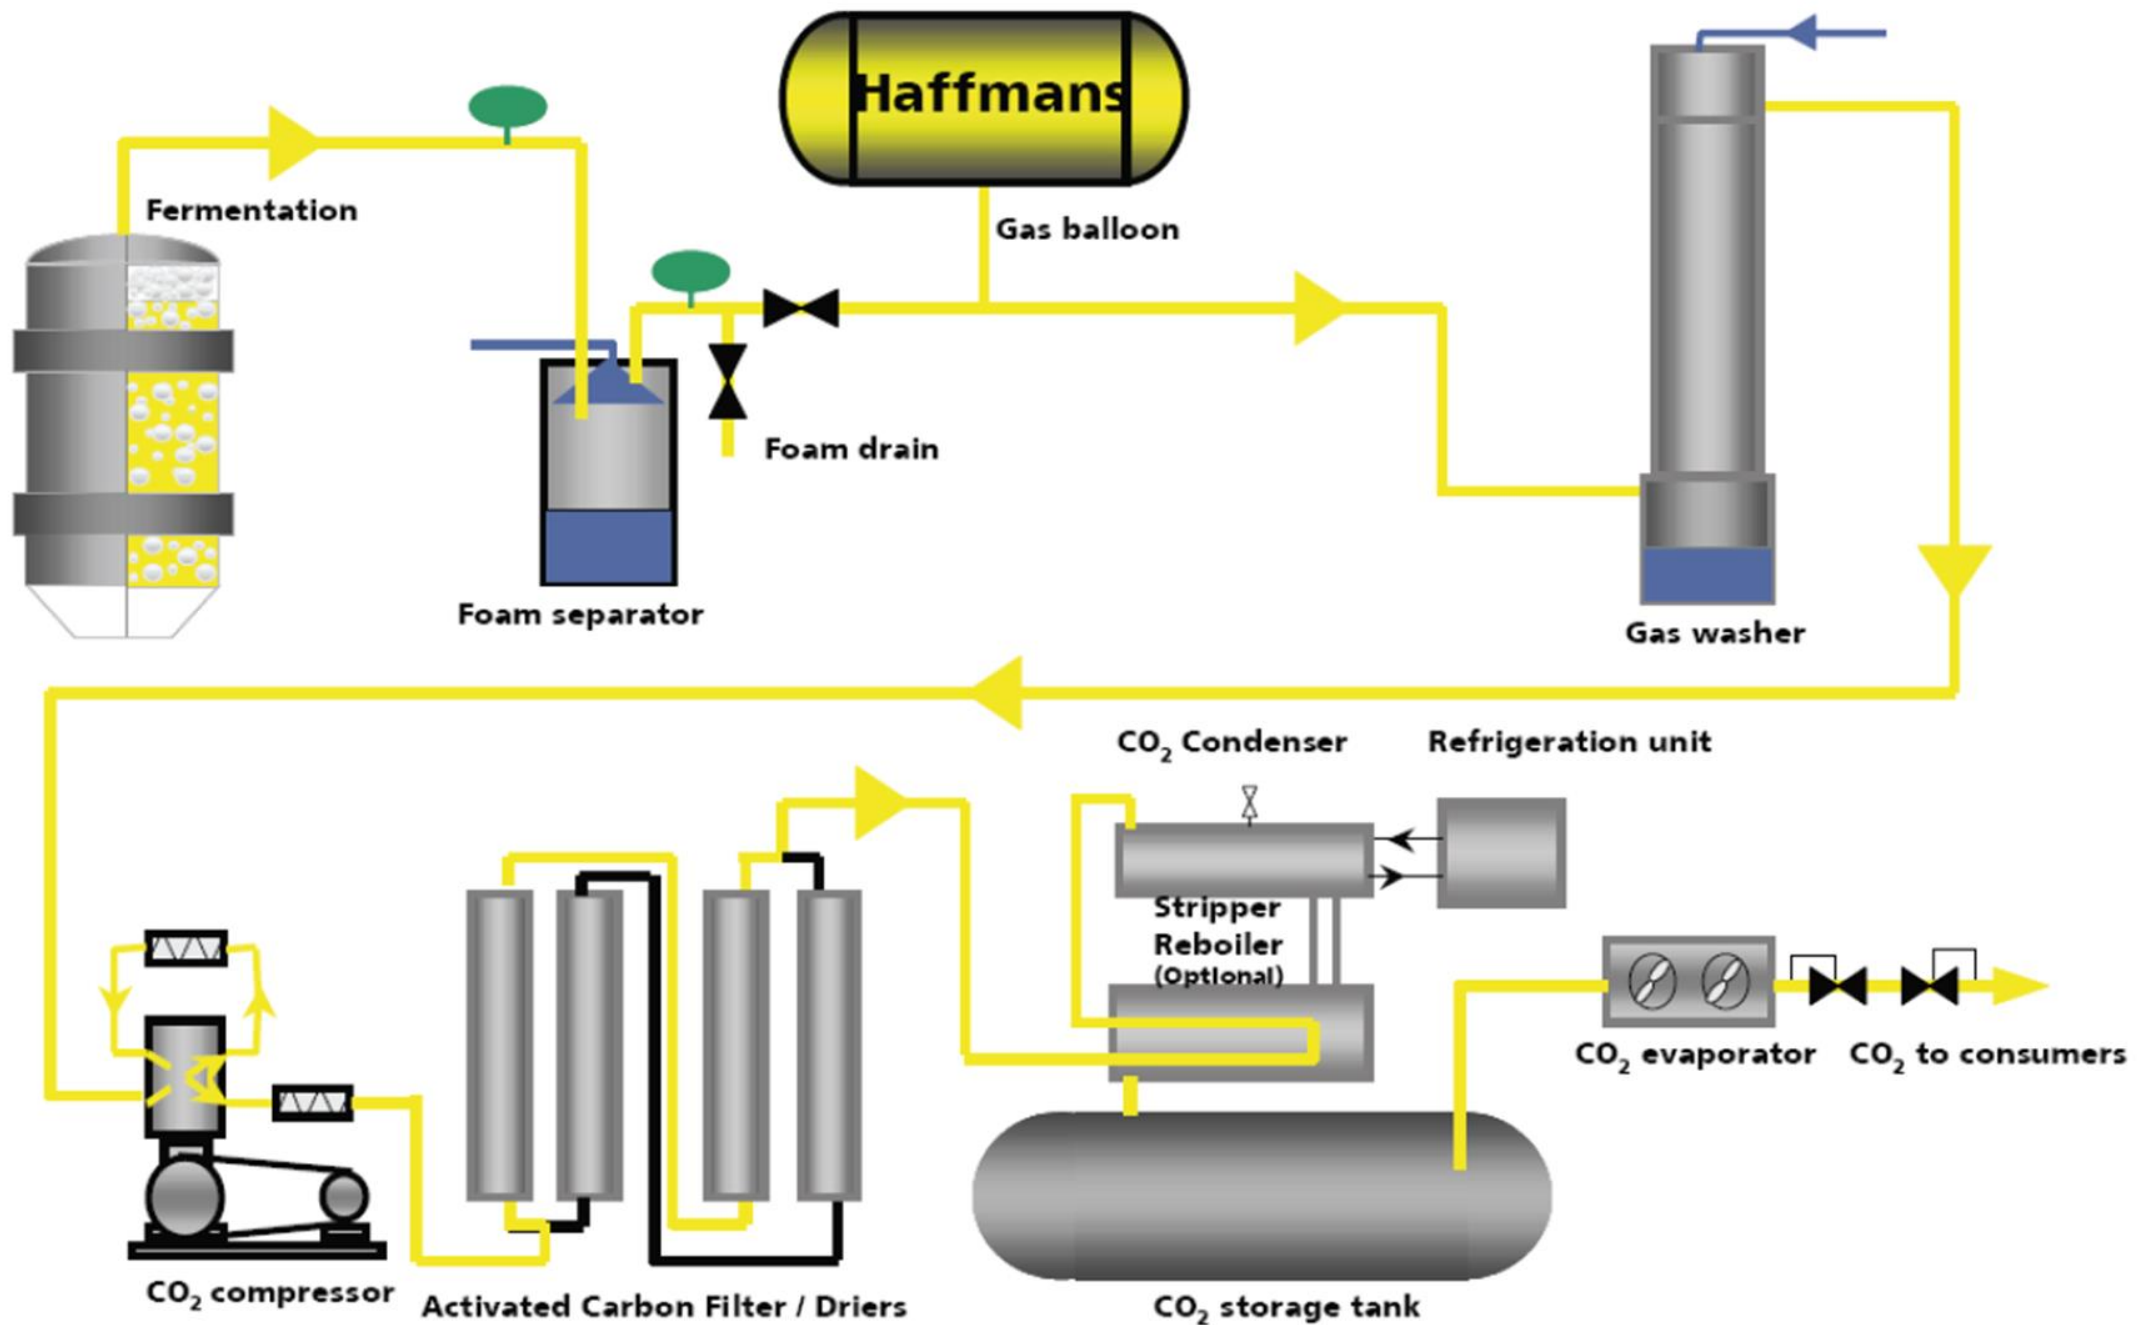 Haffmans
Fermentation
Gas balloon
Foam drain
Foam separator
Gas washer
CO₂ Condenser
Refrigeration unit
Stripper
Reboiler
(Optional)
CO₂ evaporator
CO₂ to consumers
CO₂ compressor
Activated Carbon Filter / Driers
CO₂ storage tank